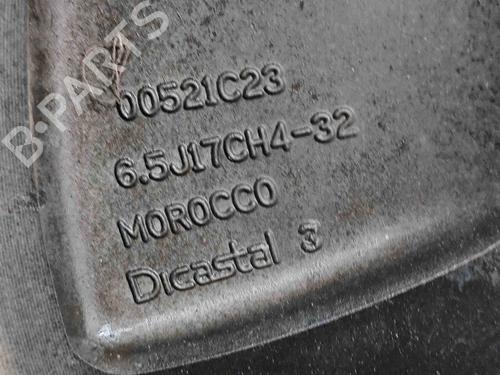 B-PARTS
00521C23
6.5J17CH4-32
MOROCCO
Dicastal 3